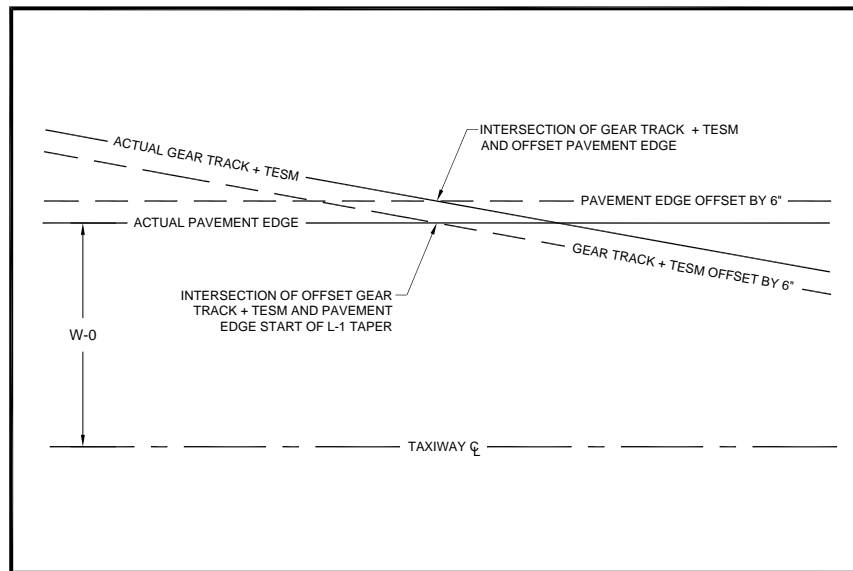 ACTUAL GEAR TRACK + TESM
INTERSECTION OF GEAR TRACK + TESM
AND OFFSET PAVEMENT EDGE
PAVEMENT EDGE OFFSET BY 6"
ACTUAL PAVEMENT EDGE
GEAR TRACK + TESM OFFSET BY 6"
INTERSECTION OF OFFSET GEAR
TRACK + TESM AND PAVEMENT
EDGE START OF L-1 TAPER
W-0
TAXIWAY ℄